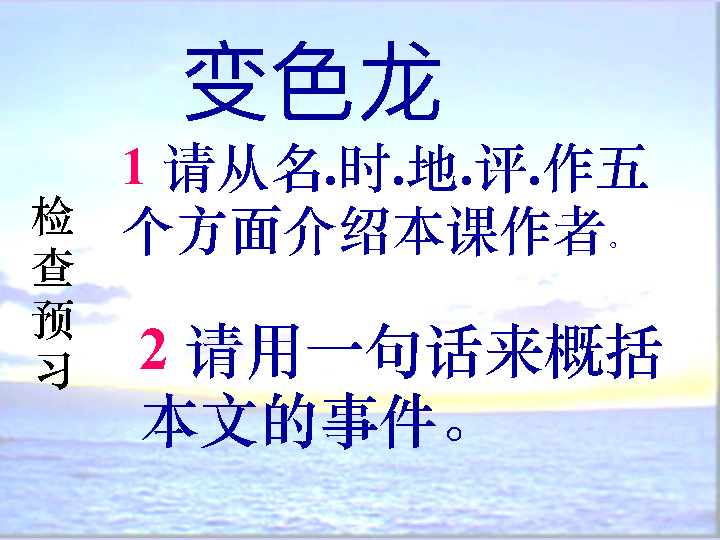 变色龙
检查预习
1 请从名.时.地.评.作五
个方面介绍本课作者。
2 请用一句话来概括
本文的事件。